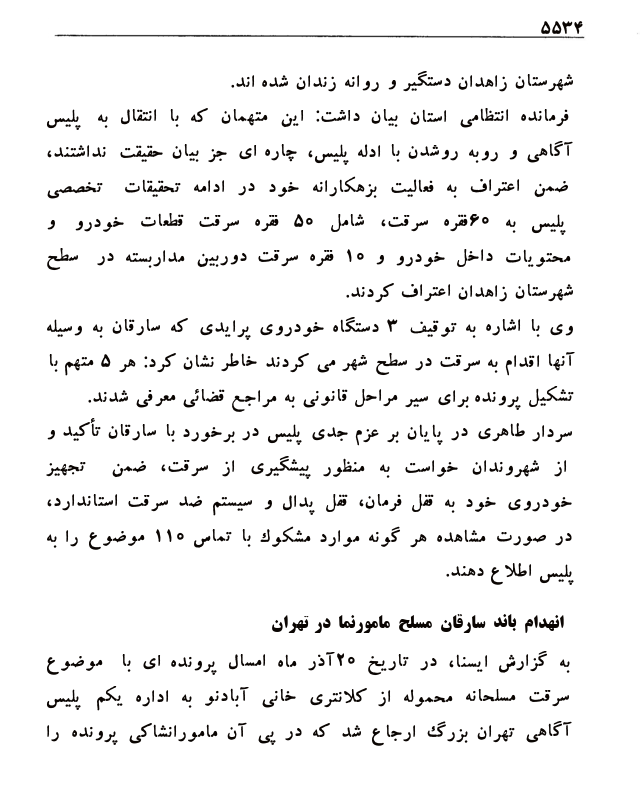 ۵۵۳۴
شهرستان زاهدان دستگیر و روانه زندان شده اند.
فرمانده انتظامی استان بیان داشت: این متهمان که با انتقال به پلیس
آگاهی و روبه روشدن با ادله پلیس، چاره ای جز بیان حقیقت نداشتند،
ضمن اعتراف به فعالیت بزهکارانه خود در ادامه تحقیقات تخصصی
پلیس به ۶۰فقره سرقت، شامل ۵۰ فقره سرقت قطعات خودرو و
محتویات داخل خودرو و ۱۰ فقره سرقت دوربین مداربسته در سطح
شهرستان زاهدان اعتراف کردند.
وی با اشاره به توقیف ۳ دستگاه خودروی پرایدی که سارقان به وسیله
آنها اقدام به سرقت در سطح شهر می کردند خاطر نشان کرد: هر ۵ متهم با
تشکیل پرونده برای سیر مراحل قانونی به مراجع قضائی معرفی شدند.
سردار طاهری در پایان بر عزم جدی پلیس در برخورد با سارقان تأکید و
از شهروندان خواست به منظور پیشگیری از سرقت، ضمن تجهیز
خودروی خود به قفل فرمان، قفل پدال و سیستم ضد سرقت استاندارد،
در صورت مشاهده هر گونه موارد مشکوک با تماس ۱۱۰ موضوع را به
پلیس اطلاع دهند.
انهدام باند سارقان مسلح مامورنما در تهران
به گزارش ایسنا، در تاریخ ۲۰آذر ماه امسال پرونده ای با موضوع
سرقت مسلحانه محموله از کلانتری خانی آبادنو به اداره یکم پلیس
آگاهی تهران بزرگ ارجاع شد که در پی آن مامورانشاکی پرونده را